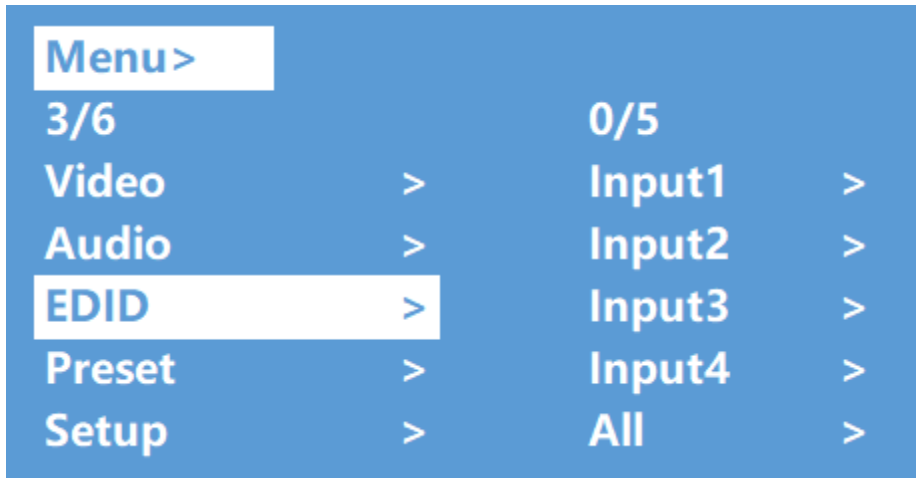 Menu>
3/6 0/5
Video > Input1 >
Audio > Input2 >
EDID > Input3 >
Preset > Input4 >
Setup > All >